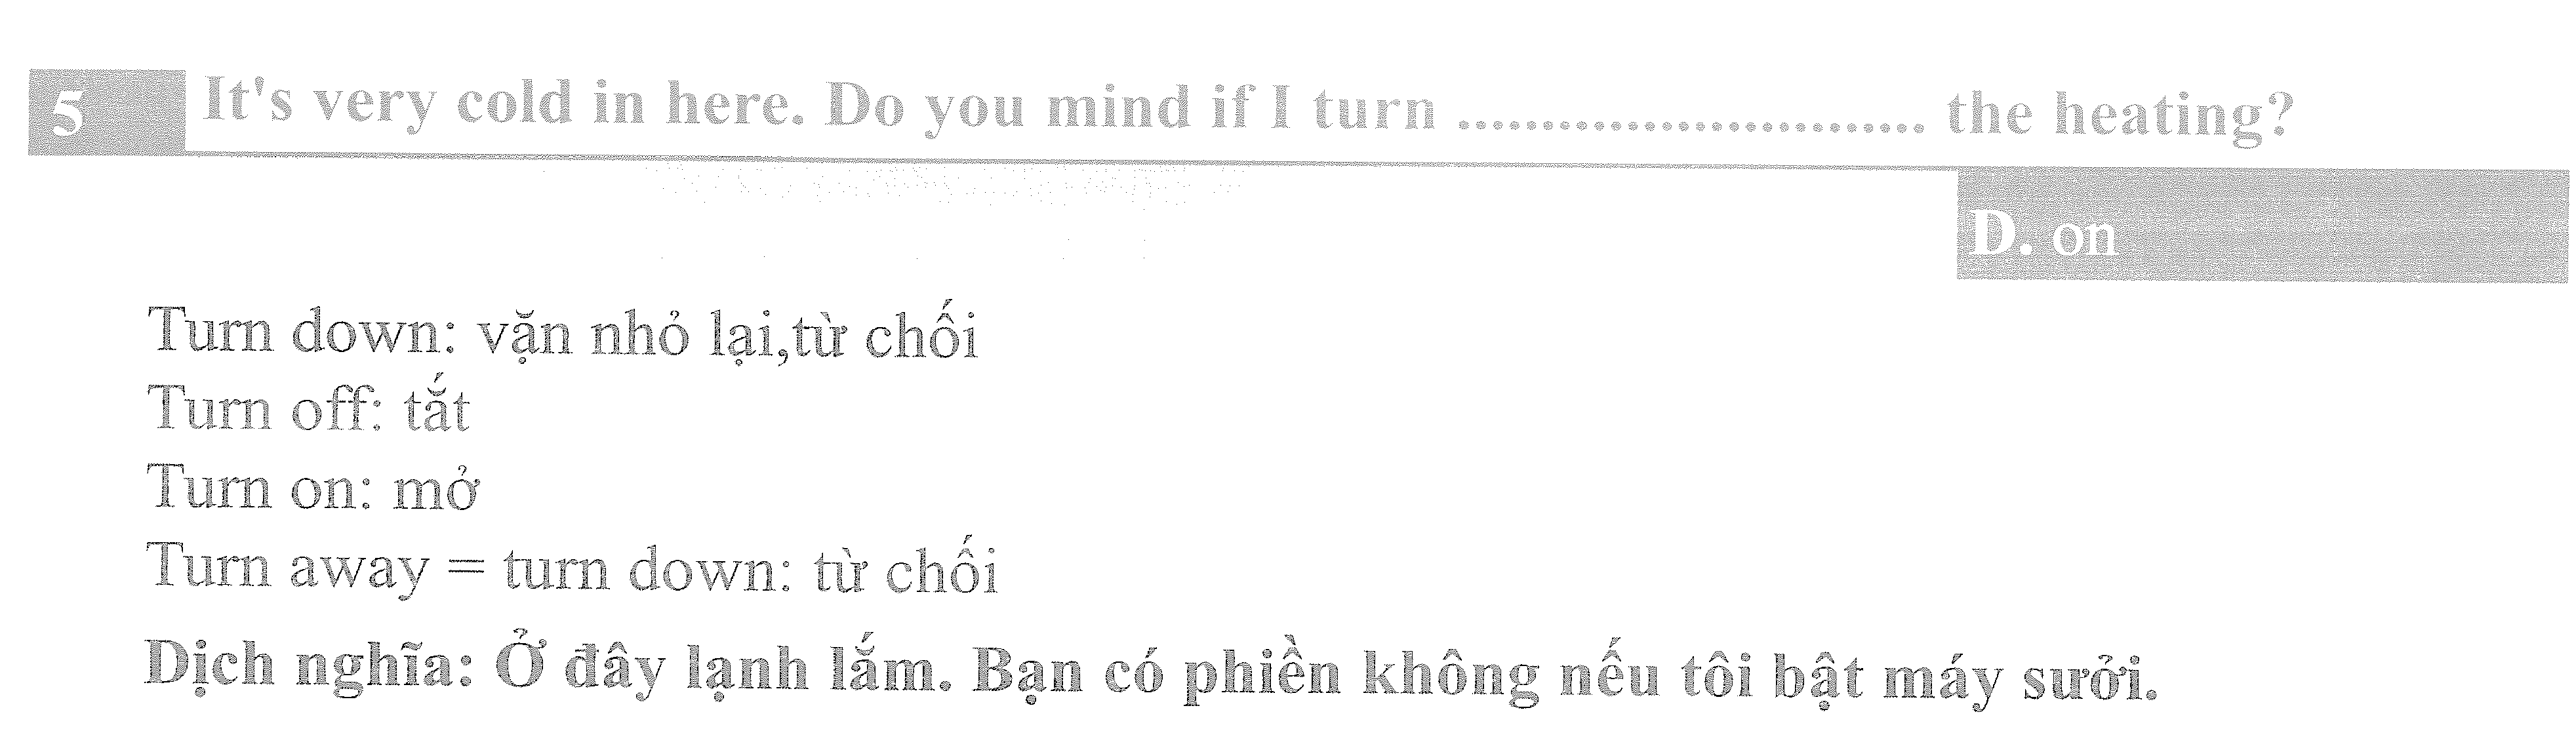 5 It's very cold in here. Do you mind if I turn ............................ the heating?
D. on
Turn down: vặn nhỏ lại,từ chối
Turn off: tắt
Turn on: mở
Turn away = turn down: từ chối
Dịch nghĩa: Ở đây lạnh lắm. Bạn có phiền không nếu tôi bật máy sưởi.